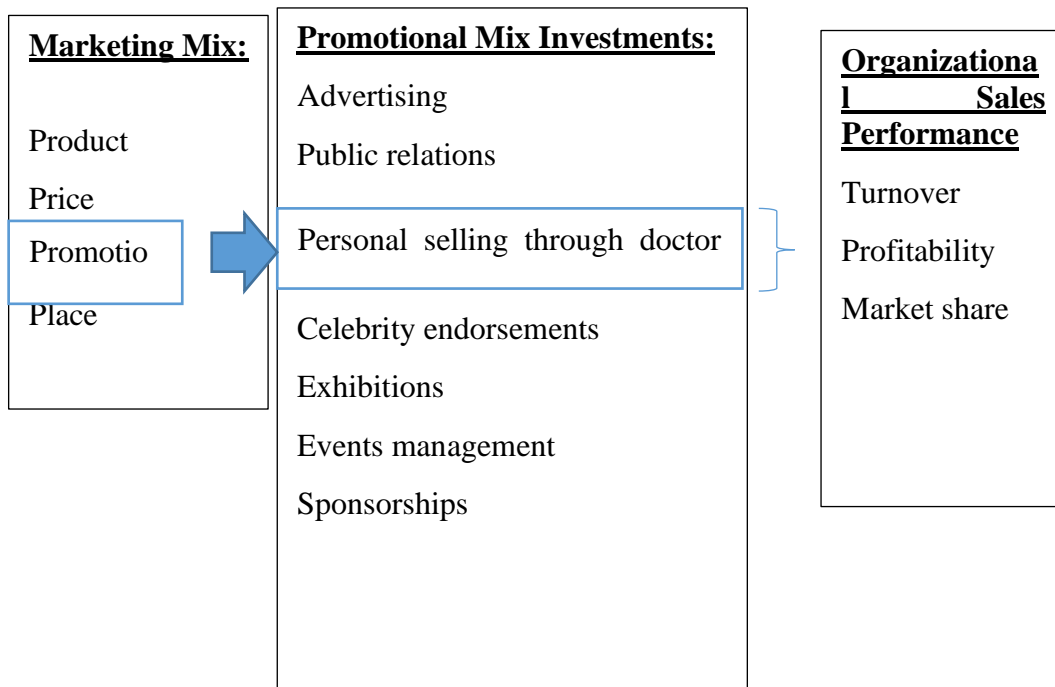 Marketing Mix:
Product
Price
Promotio
Place
Promotional Mix Investments:
Advertising
Public relations
Personal selling through doctor
Celebrity endorsements
Exhibitions
Events management
Sponsorships
Organizationa
l Sales
Performance
Turnover
Profitability
Market share